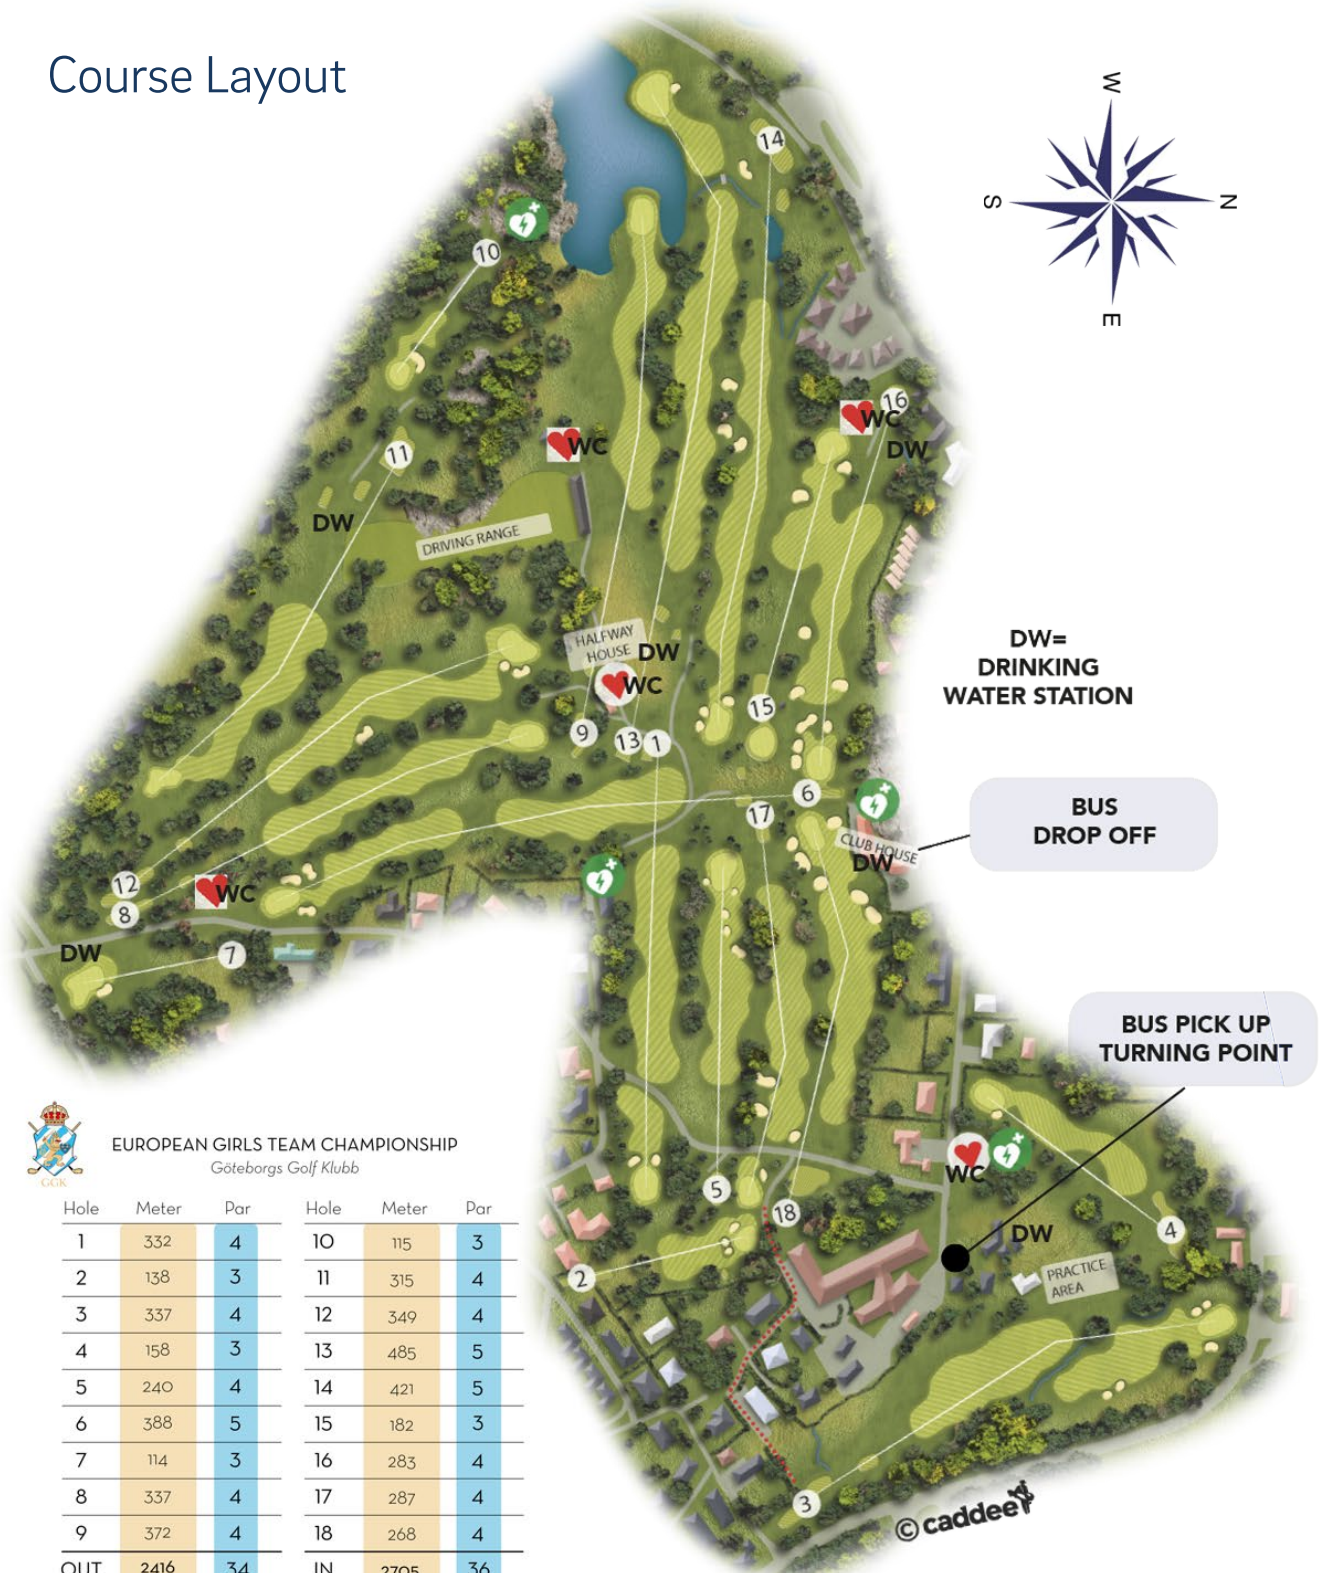 Course Layout
W
S
N
E
14
10
16
WC
DW
WC
11
DW
DRIVING RANGE
HALFWAY
HOUSE
DW
WC
DW=
DRINKING
WATER STATION
15
9
13
1
6
17
BUS
DROP OFF
CLUB HOUSE
DW
12
8
WC
DW
7
BUS PICK UP
TURNING POINT
WC
5
18
4
DW
PRACTICE
AREA
2
3
© caddee
GGK
EUROPEAN GIRLS TEAM CHAMPIONSHIP
Göteborgs Golf Klubb
Hole Meter Par Hole Meter Par
1 332 4 10 115 3
2 138 3 11 315 4
3 337 4 12 349 4
4 158 3 13 485 5
5 240 4 14 421 5
6 388 5 15 182 3
7 114 3 16 283 4
8 337 4 17 287 4
9 372 4 18 268 4
OUT 2416 34 IN 2705 36